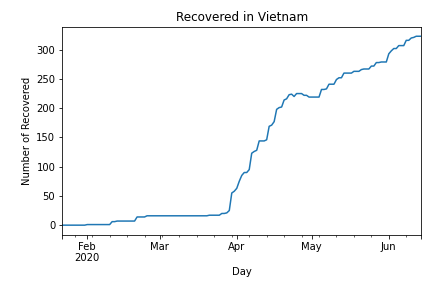 Recovered in Vietnam
Number of Recovered
300
250
200
150
100
50
0
Feb
2020
Mar
Apr
May
Jun
Day